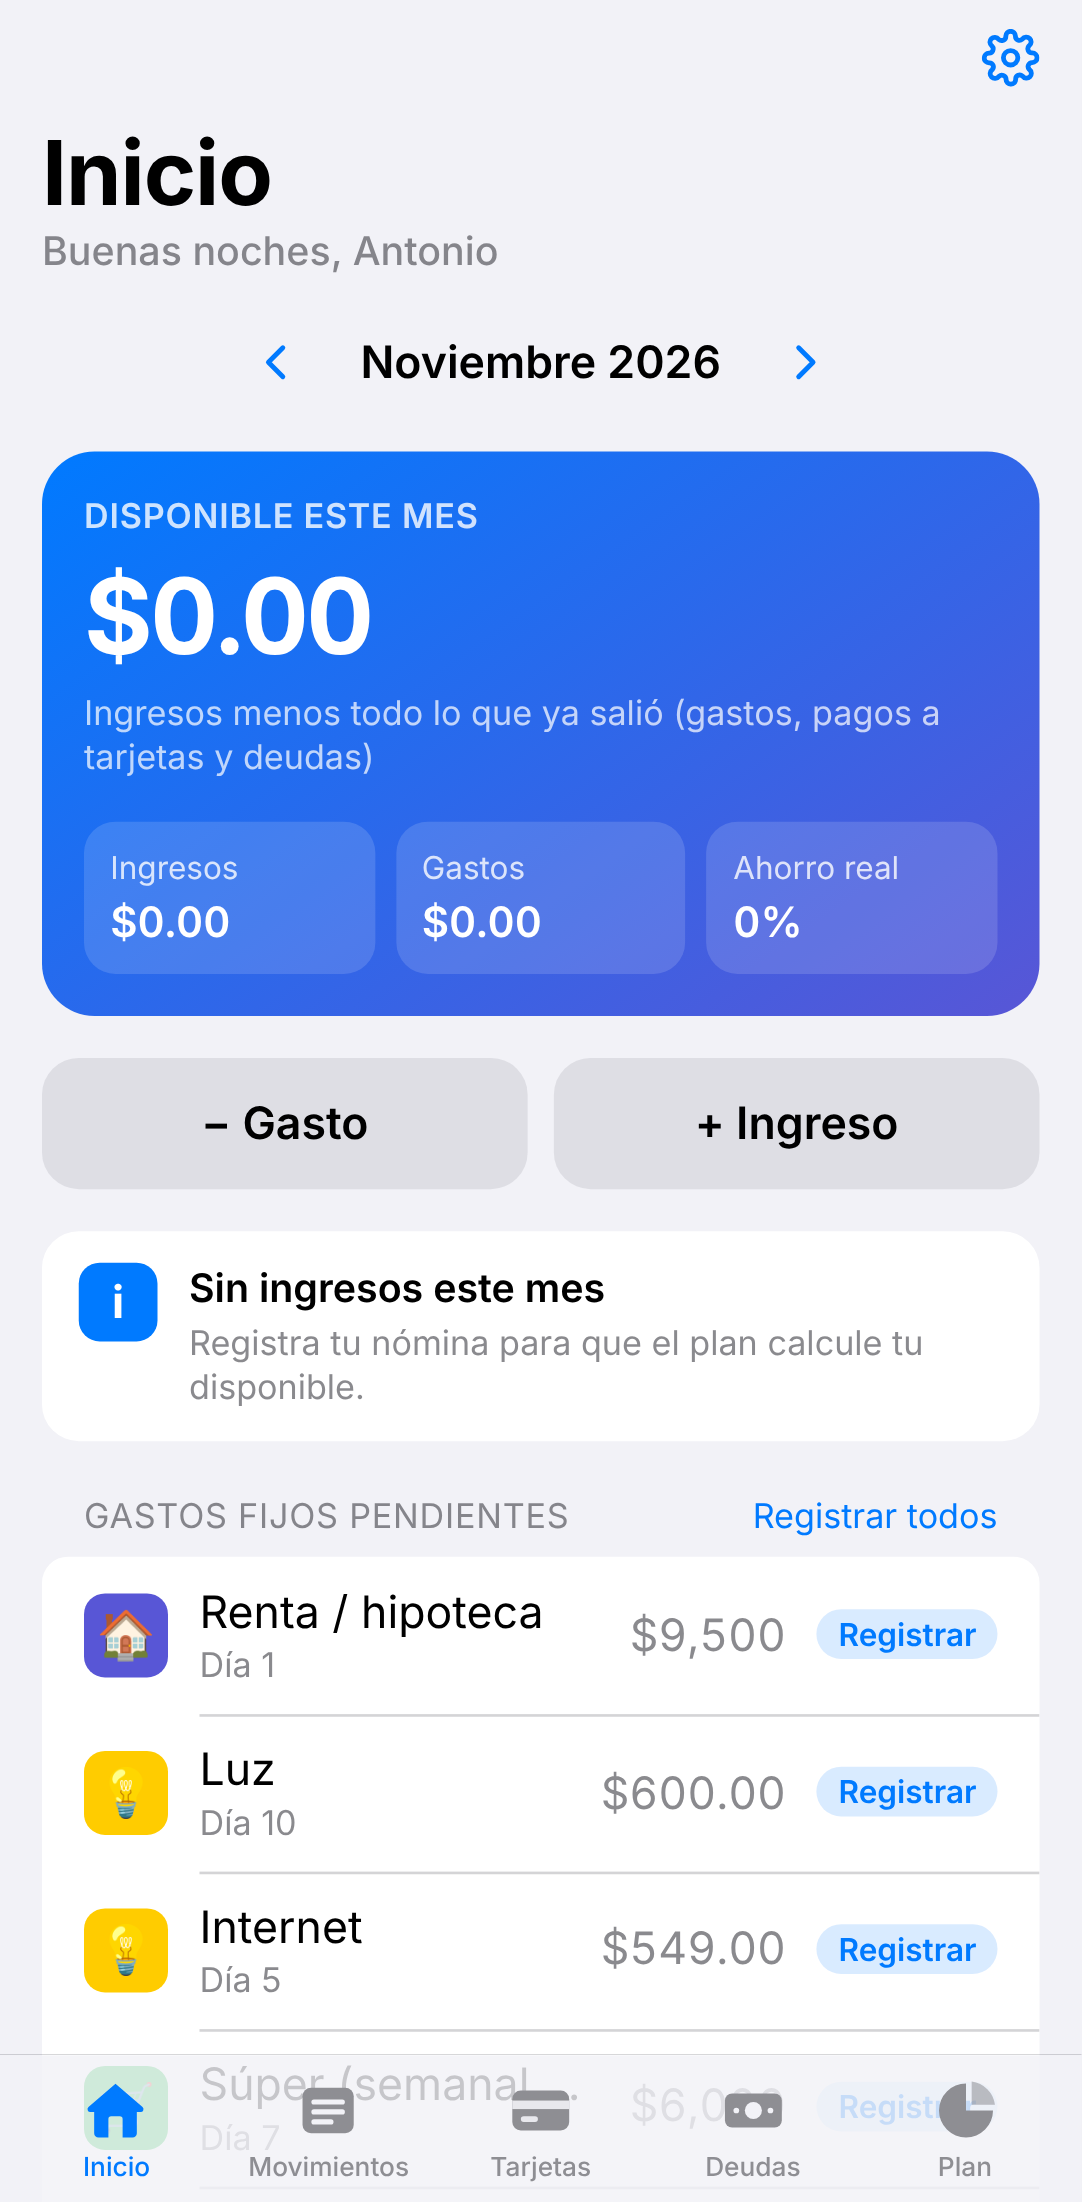 Inicio
Buenas noches, Antonio
Noviembre 2026
DISPONIBLE ESTE MES
$0.00
Ingresos menos todo lo que ya salió (gastos, pagos a
tarjetas y deudas)
Ingresos
$0.00
Gastos
$0.00
Ahorro real
0%
– Gasto
+ Ingreso
i
Sin ingresos este mes
Registra tu nómina para que el plan calcule tu
disponible.
GASTOS FIJOS PENDIENTES
Registrar todos
Renta / hipoteca
Día 1
$9,500
Registrar
Luz
Día 10
$600.00
Registrar
Internet
Día 5
$549.00
Registrar
Súper (semanal...
Día 7
Inicio
Movimientos
Tarjetas
Deudas
Plan